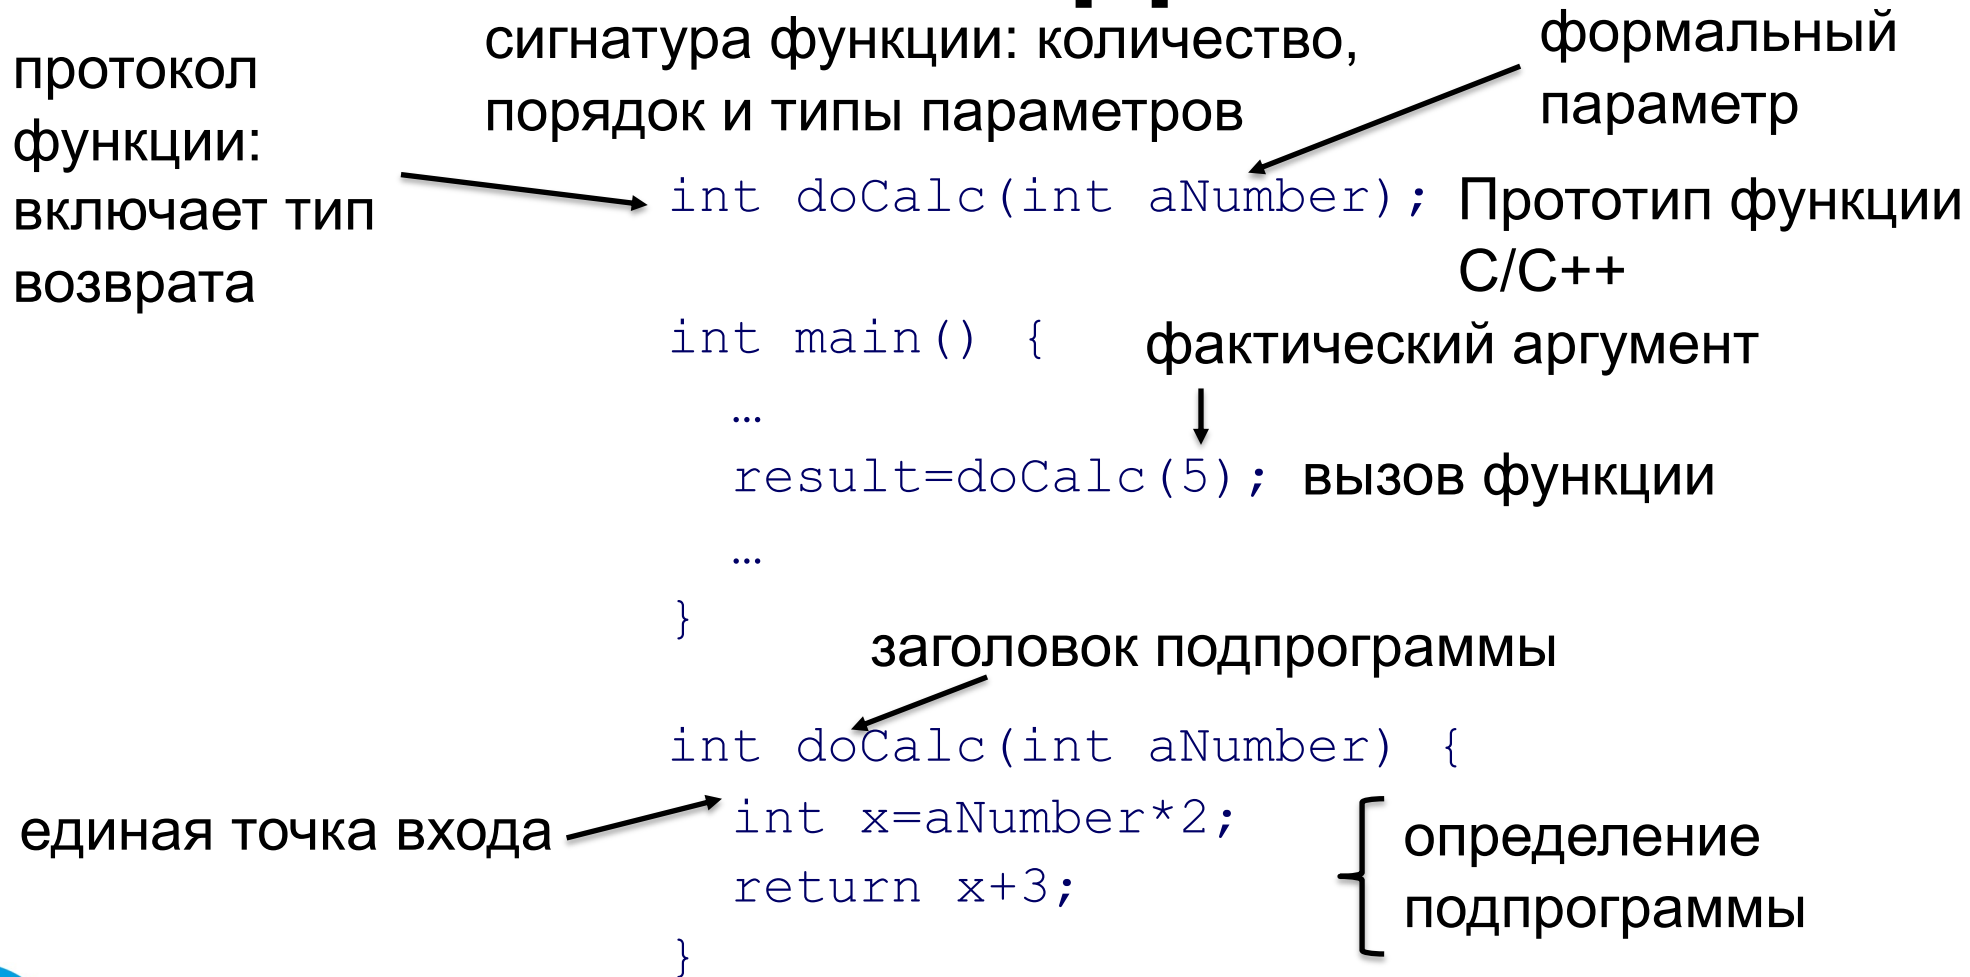 протокол
функции:
включает тип
возврата
сигнатура функции: количество,
порядок и типы параметров
формальный
параметр
int doCalc(int aNumber);
Прототип функции
C/C++
int main() {
фактический аргумент
…
result=doCalc(5);
вызов функции
…
}
заголовок подпрограммы
int doCalc(int aNumber) {
единая точка входа
int x=aNumber*2;
return x+3;
}
определение
подпрограммы